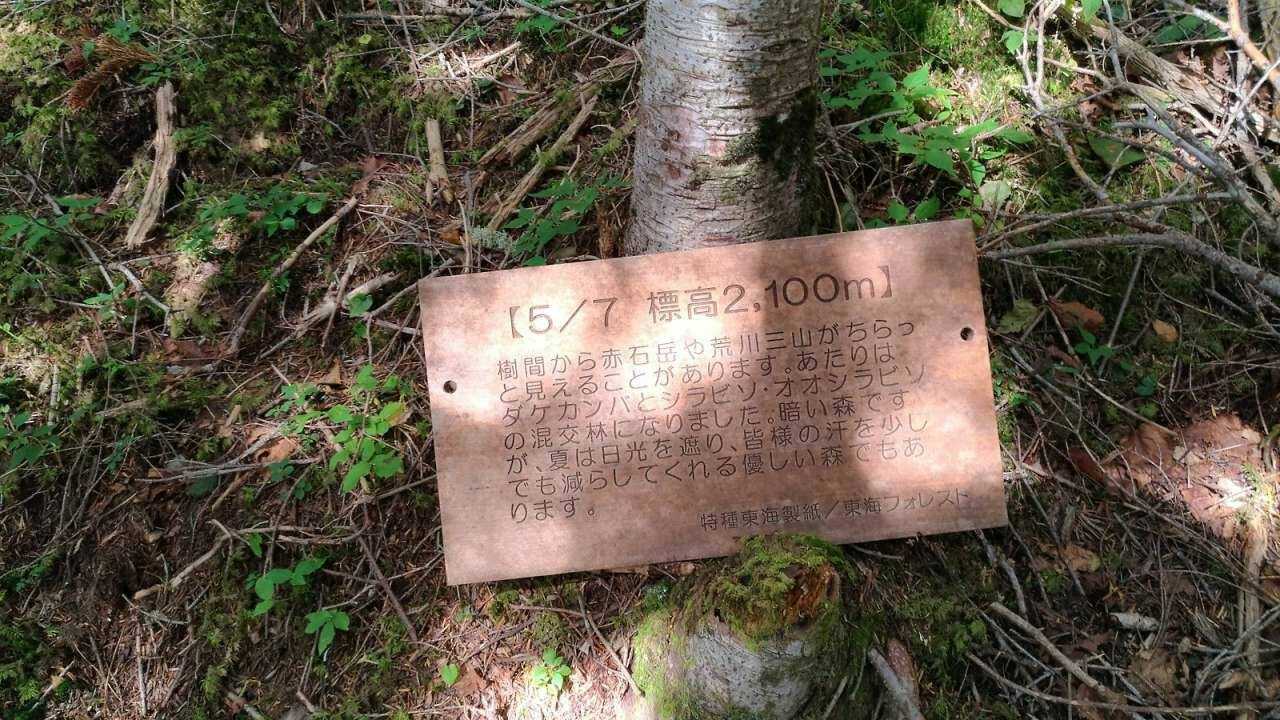 【5/7 標高2,100m】
樹間から赤石岳や荒川三山がちらっ
と見えることがあります。あたりは
ダケカンバとシラビソ・オオシラビソ
の混交林になりました。暗い森です
が、夏は日光を遮り、皆様の汗を少し
でも減らしてくれる優しい森でもあ
ります。
特種東海製紙/東海フォレスト